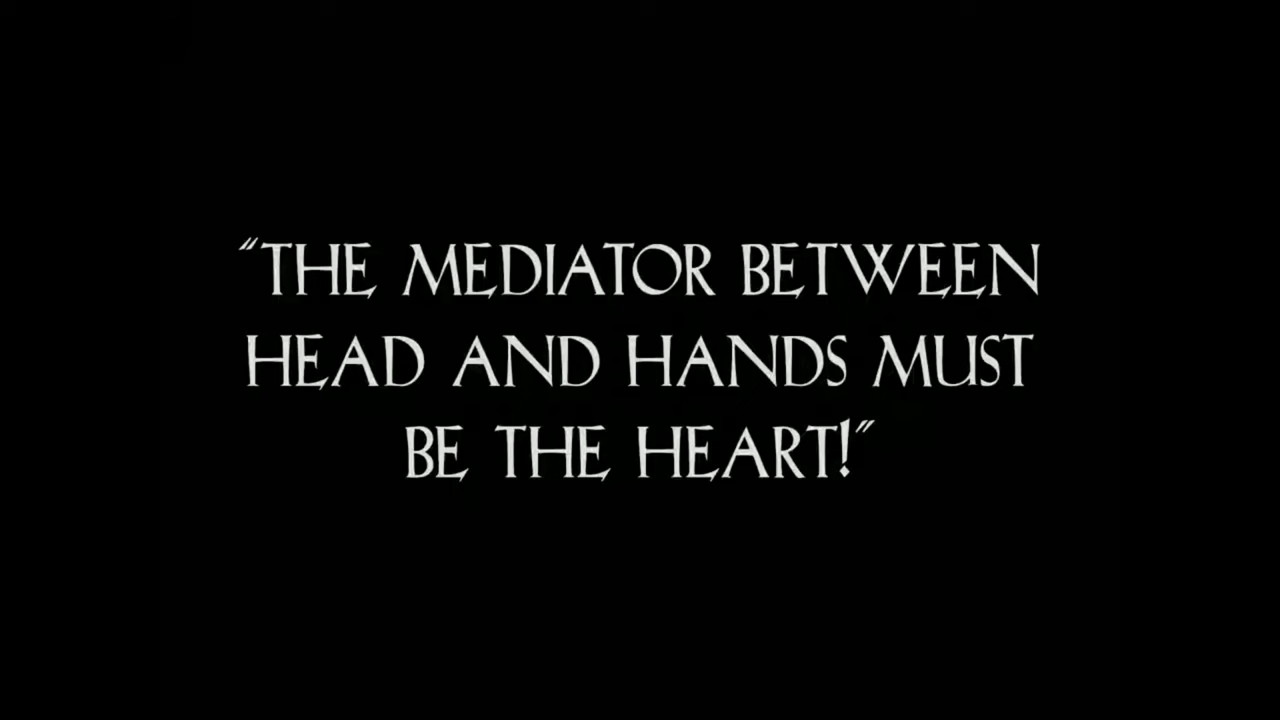 "THE MEDIATOR BETWEEN
HEAD AND HANDS MUST
BE THE HEART!"